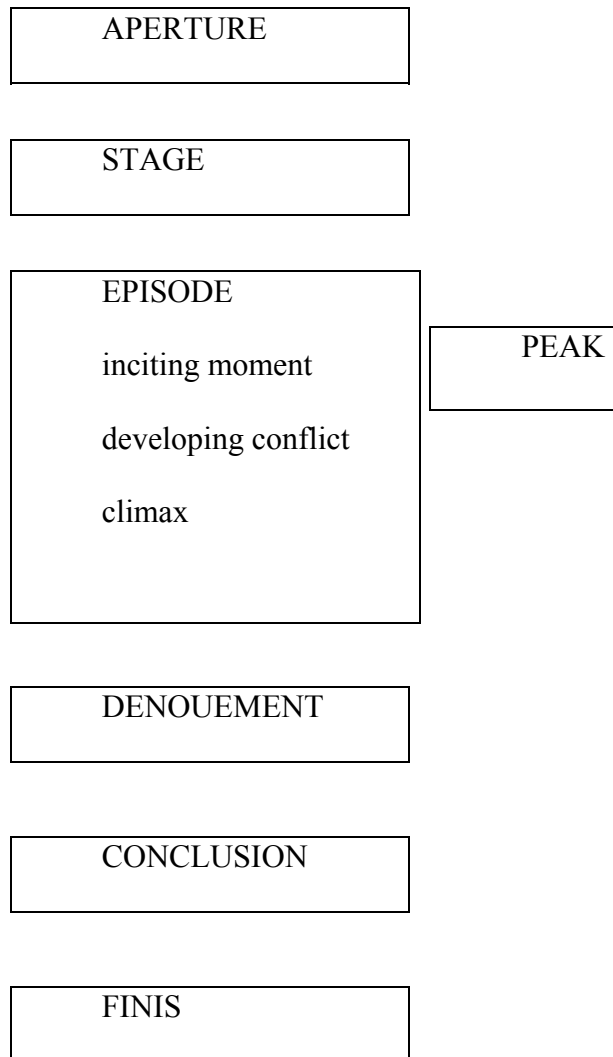 APERTURE
STAGE
EPISODE
PEAK
inciting moment
developing conflict
climax
DENOUEMENT
CONCLUSION
FINIS